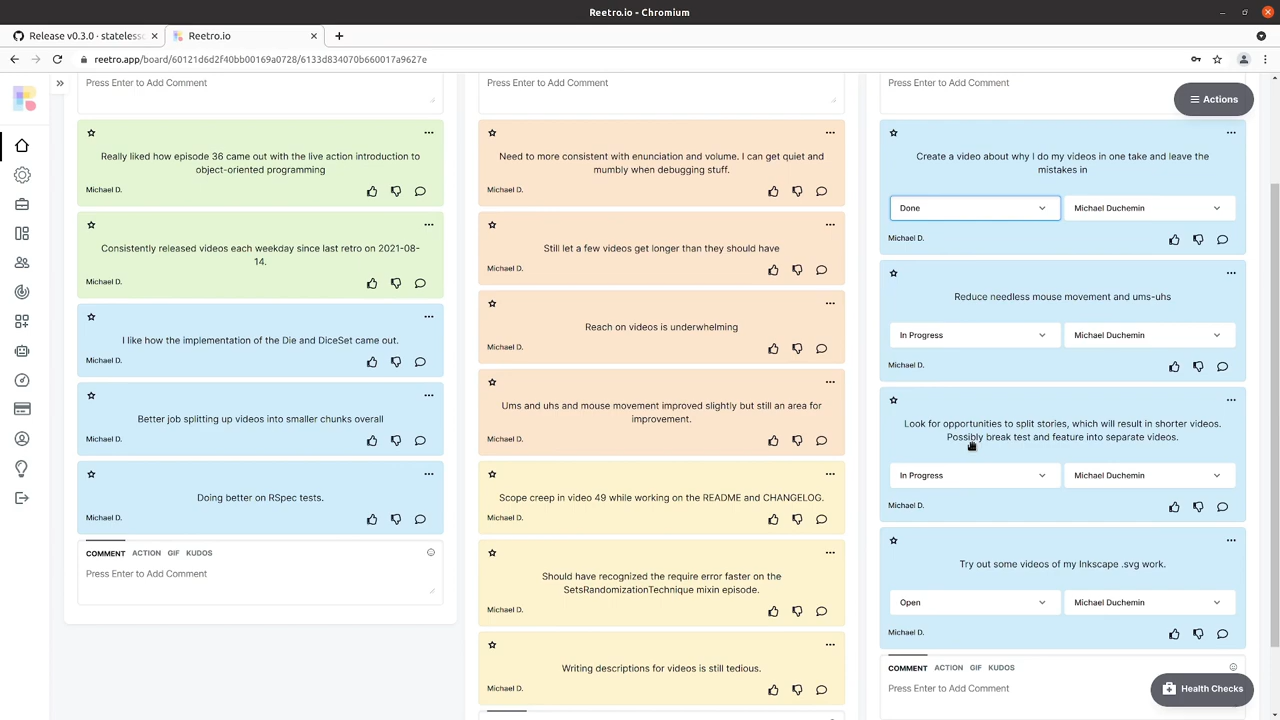 Reetro.io - Chromium
Release v0.3.0 · statelessc
Reetro.io
reetro.app/board/60121d6d2f40bb00169a0728/6133d834070b660017a9627e
Press Enter to Add Comment
Really liked how episode 36 came out with the live action introduction to
object-oriented programming
Michael D.
Consistently released videos each weekday since last retro on 2021-08-
14.
Michael D.
I like how the implementation of the Die and DiceSet came out.
Michael D.
Better job splitting up videos into smaller chunks overall
Michael D.
Doing better on RSpec tests.
Michael D.
COMMENT ACTION GIF KUDOS
Press Enter to Add Comment
Press Enter to Add Comment
Need to more consistent with enunciation and volume. I can get quiet and
mumbly when debugging stuff.
Michael D.
Still let a few videos get longer than they should have
Michael D.
Reach on videos is underwhelming
Michael D.
Ums and uhs and mouse movement improved slightly but still an area for
improvement.
Michael D.
Scope creep in video 49 while working on the README and CHANGELOG.
Michael D.
Should have recognized the require error faster on the
SetsRandomizationTechnique mixin episode.
Michael D.
Writing descriptions for videos is still tedious.
Michael D.
Press Enter to Add Comment
Actions
Create a video about why I do my videos in one take and leave the
mistakes in
Done Michael Duchemin
Michael D.
Reduce needless mouse movement and ums-uhs
In Progress Michael Duchemin
Michael D.
Look for opportunities to split stories, which will result in shorter videos.
Possibly break test and feature into separate videos.
In Progress Michael Duchemin
Michael D.
Try out some videos of my Inkscape .svg work.
Open Michael Duchemin
Michael D.
COMMENT ACTION GIF KUDOS
Press Enter to Add Comment
Health Checks